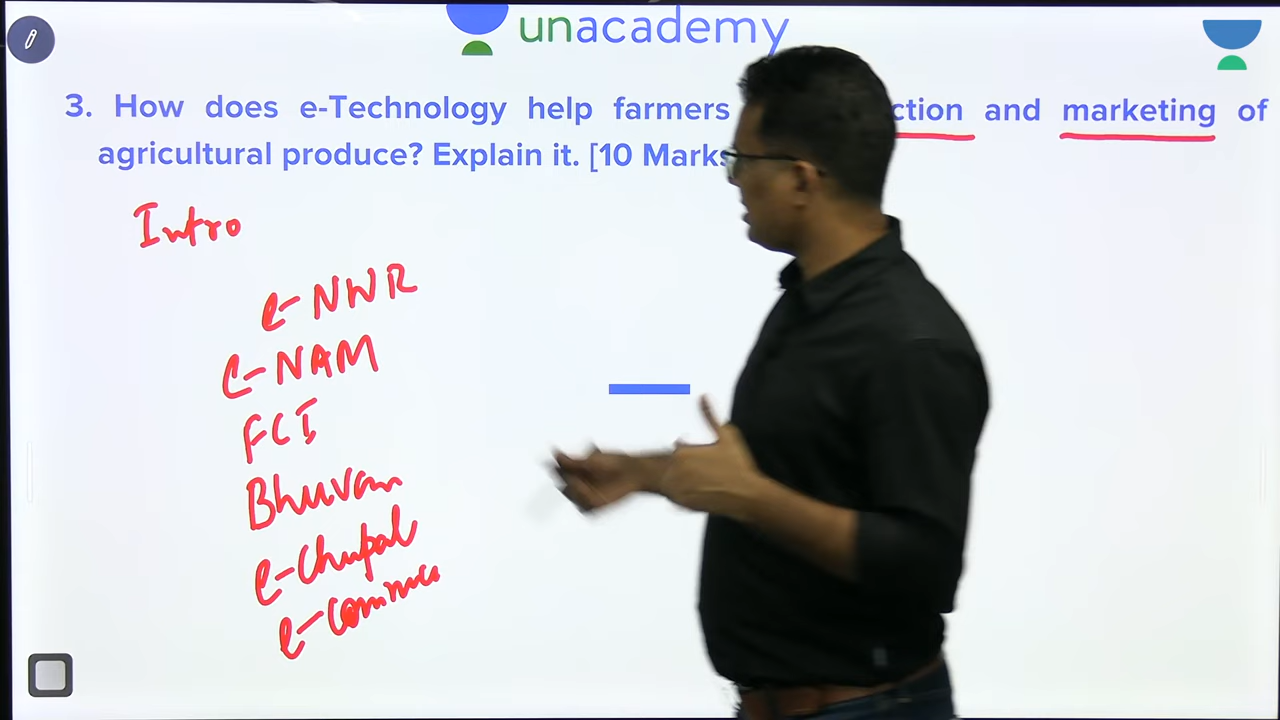 unacademy
3. How does e-Technology help farmers ction and marketing of
agricultural produce? Explain it. [10 Marks
Intro
e-NWR
e-NAM
FCI
Bhuvan
e-Chupal